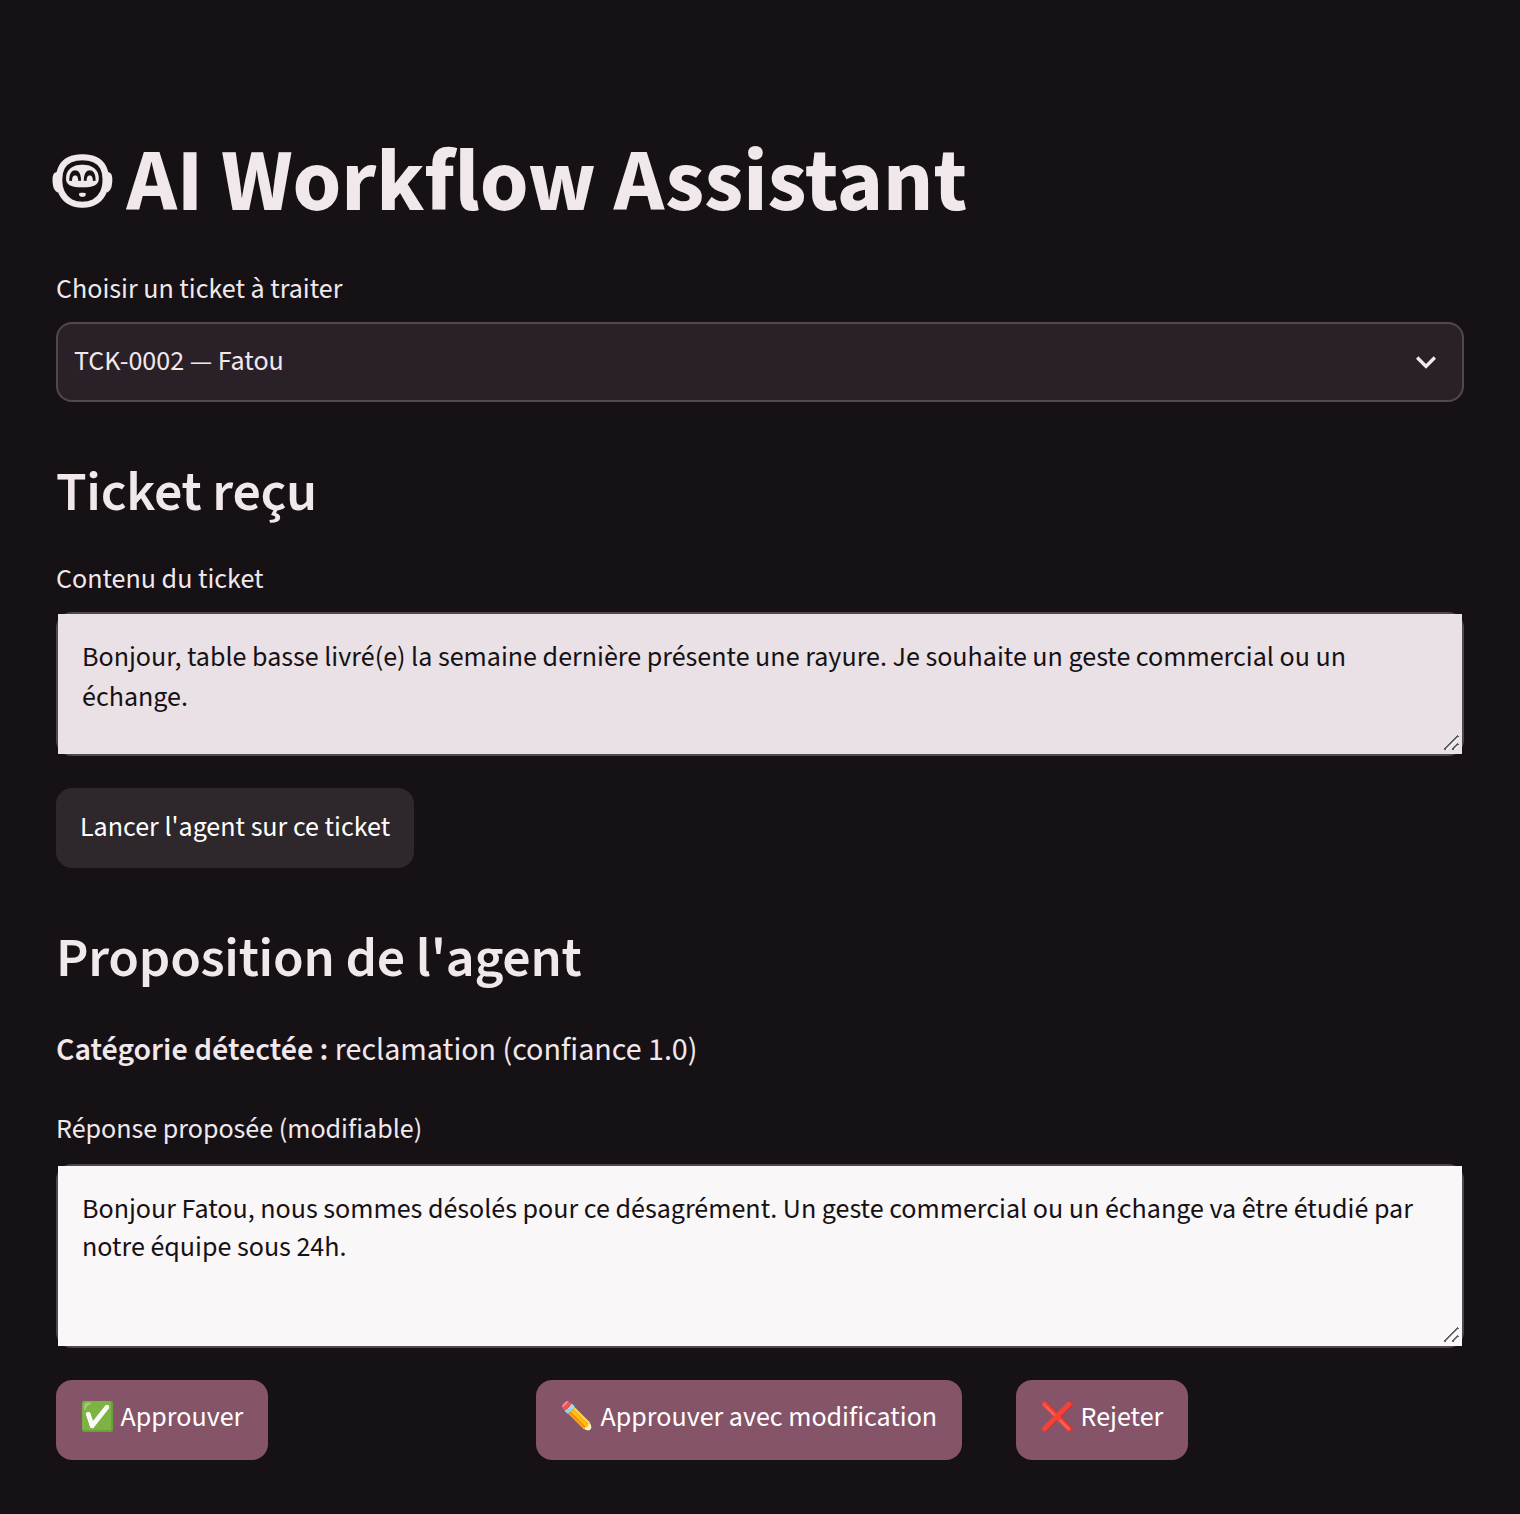 AI Workflow Assistant
Choisir un ticket à traiter
TCK-0002 — Fatou
Ticket reçu
Contenu du ticket
Bonjour, table basse livré(e) la semaine dernière présente une rayure. Je souhaite un geste commercial ou un
échange.
Lancer l'agent sur ce ticket
Proposition de l'agent
Catégorie détectée : reclamation (confiance 1.0)
Réponse proposée (modifiable)
Bonjour Fatou, nous sommes désolés pour ce désagrément. Un geste commercial ou un échange va être étudié par
notre équipe sous 24h.
✅ Approuver
✏️ Approuver avec modification
❌ Rejeter